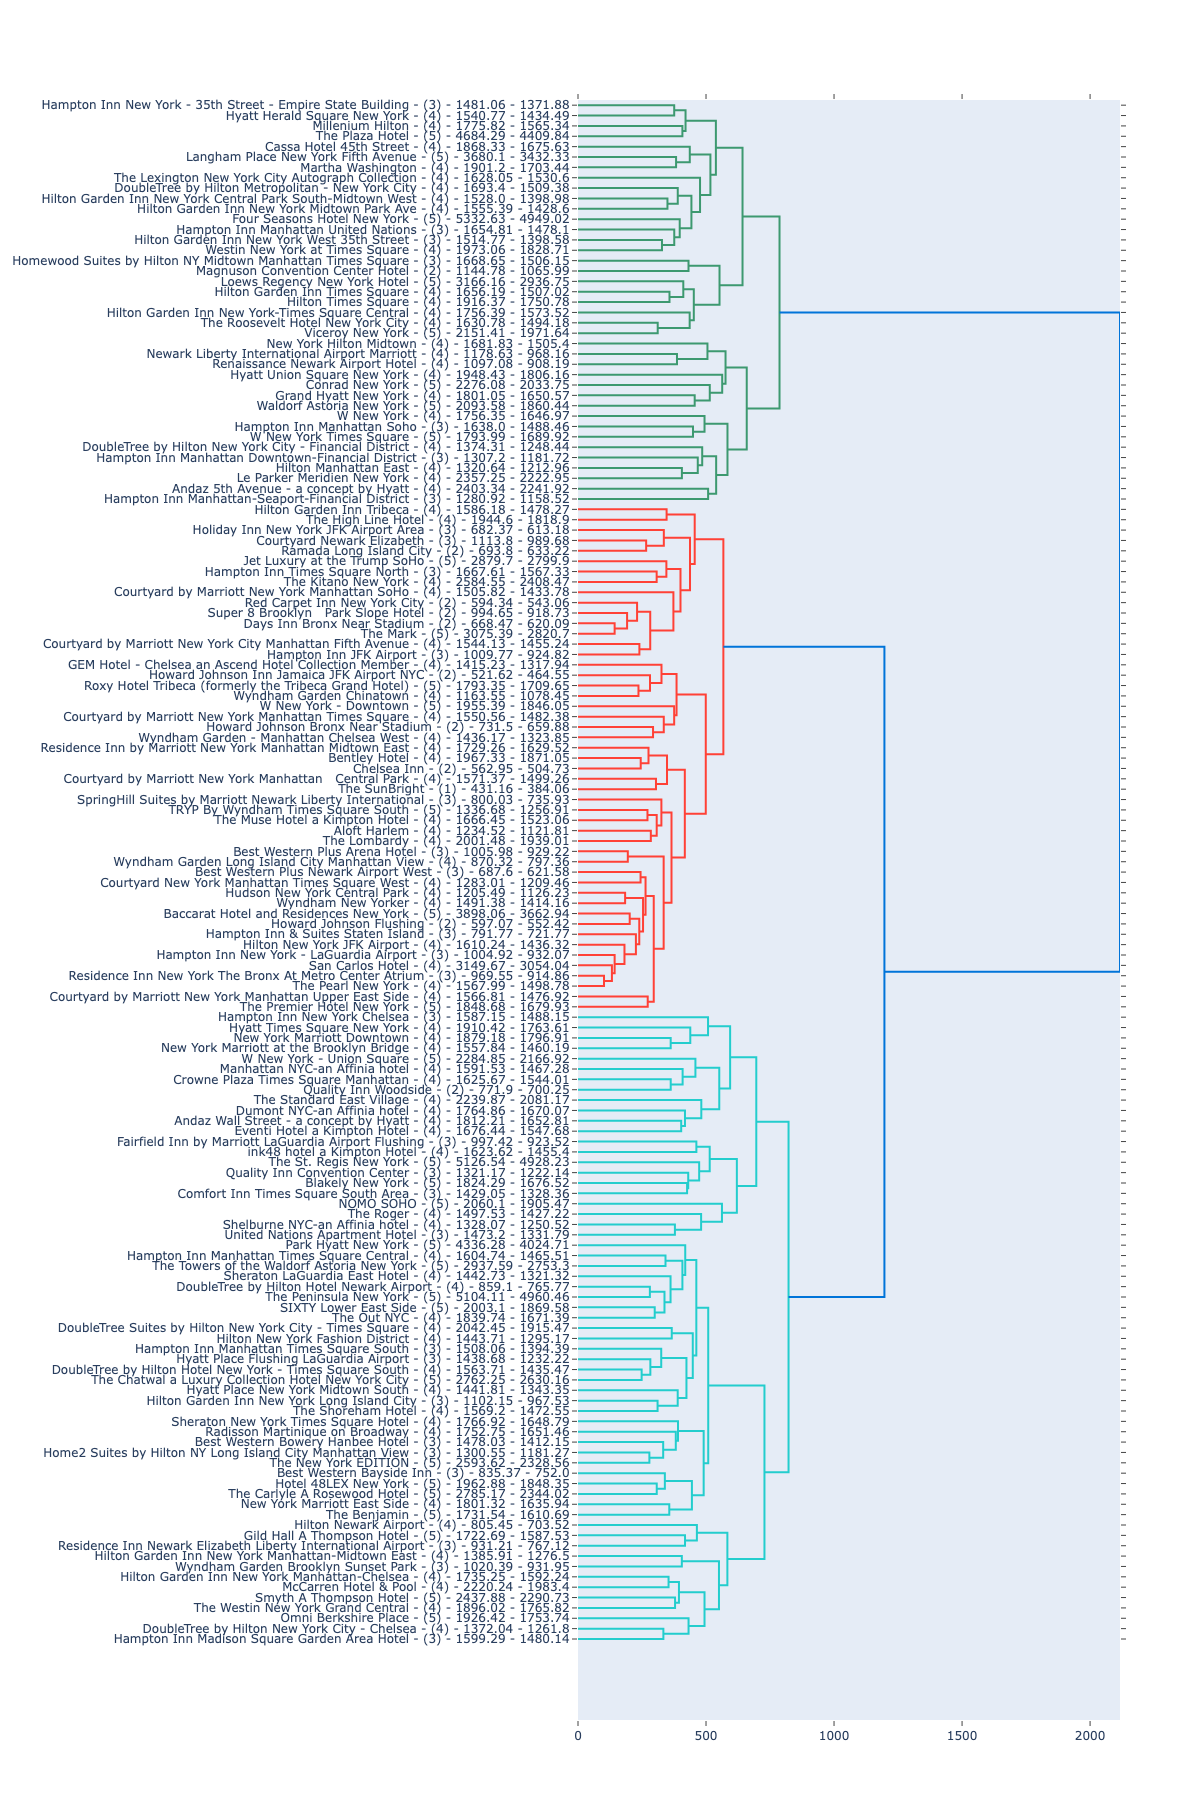 Hampton Inn New York - 35th Street - Empire State Building - (3) - 1481.06 - 1371.88
Hyatt Herald Square New York - (4) - 1540.77 - 1434.49
Millenium Hilton - (4) - 1775.82 - 1565.34
The Plaza Hotel - (5) - 4684.29 - 4409.84
Cassa Hotel 45th Street - (4) - 1868.33 - 1675.63
Langham Place New York Fifth Avenue - (5) - 3680.1 - 3432.33
Martha Washington - (4) - 1901.2 - 1703.44
The Lexington New York City Autograph Collection - (4) - 1628.05 - 1530.6
DoubleTree by Hilton Metropolitan - New York City - (4) - 1693.4 - 1509.38
Hilton Garden Inn New York Central Park South-Midtown West - (4) - 1528.0 - 1398.98
Hilton Garden Inn New York Midtown Park Ave - (4) - 1555.39 - 1428.6
Four Seasons Hotel New York - (5) - 5332.63 - 4949.02
Hampton Inn Manhattan United Nations - (3) - 1654.81 - 1478.1
Hilton Garden Inn New York West 35th Street - (3) - 1514.77 - 1398.58
Westin New York at Times Square - (4) - 1973.06 - 1828.71
Homewood Suites by Hilton NY Midtown Manhattan Times Square - (3) - 1668.65 - 1506.15
Magnuson Convention Center Hotel - (2) - 1144.78 - 1065.99
Loews Regency New York Hotel - (5) - 3166.16 - 2936.75
Hilton Garden Inn Times Square - (4) - 1656.19 - 1507.02
Hilton Times Square - (4) - 1916.37 - 1750.78
Hilton Garden Inn New York-Times Square Central - (4) - 1756.39 - 1573.52
The Roosevelt Hotel New York City - (4) - 1630.78 - 1494.18
Viceroy New York - (5) - 2151.41 - 1971.64
New York Hilton Midtown - (4) - 1681.83 - 1505.4
Newark Liberty International Airport Marriott - (4) - 1178.63 - 968.16
Renaissance Newark Airport Hotel - (4) - 1097.08 - 908.19
Hyatt Union Square New York - (4) - 1948.43 - 1806.16
Conrad New York - (5) - 2276.08 - 2033.75
Grand Hyatt New York - (4) - 1801.05 - 1650.57
Waldorf Astoria New York - (5) - 2093.58 - 1860.44
W New York - (4) - 1756.35 - 1646.97
Hampton Inn Manhattan Soho - (3) - 1638.0 - 1488.46
W New York Times Square - (5) - 1793.99 - 1689.92
DoubleTree by Hilton New York City - Financial District - (4) - 1374.31 - 1248.44
Hampton Inn Manhattan Downtown-Financial District - (3) - 1307.2 - 1181.72
Hilton Manhattan East - (4) - 1320.64 - 1212.96
Le Parker Meridien New York - (4) - 2357.25 - 2222.95
Andaz 5th Avenue - a concept by Hyatt - (4) - 2403.34 - 2241.92
Hampton Inn Manhattan-Seaport-Financial District - (3) - 1280.92 - 1158.52
Hilton Garden Inn Tribeca - (4) - 1586.18 - 1478.27
The High Line Hotel - (4) - 1944.6 - 1818.9
Holiday Inn New York JFK Airport Area - (3) - 682.37 - 613.18
Courtyard Newark Elizabeth - (3) - 1113.8 - 989.68
Ramada Long Island City - (2) - 693.8 - 633.22
Jet Luxury at the Trump SoHo - (5) - 2879.7 - 2799.9
Hampton Inn Times Square North - (3) - 1667.61 - 1567.33
The Kitano New York - (4) - 2584.55 - 2408.47
Courtyard by Marriott New York Manhattan SoHo - (4) - 1505.82 - 1433.78
Red Carpet Inn New York City - (2) - 594.34 - 543.06
Super 8 Brooklyn   Park Slope Hotel - (2) - 994.65 - 918.73
Days Inn Bronx Near Stadium - (2) - 668.47 - 620.09
The Mark - (5) - 3075.39 - 2820.7
Courtyard by Marriott New York City Manhattan Fifth Avenue - (4) - 1544.13 - 1455.24
Hampton Inn JFK Airport - (3) - 1009.77 - 924.82
GEM Hotel - Chelsea an Ascend Hotel Collection Member - (4) - 1415.23 - 1317.94
Howard Johnson Inn Jamaica JFK Airport NYC - (2) - 521.62 - 464.55
Roxy Hotel Tribeca (formerly the Tribeca Grand Hotel) - (5) - 1793.35 - 1709.65
Wyndham Garden Chinatown - (4) - 1163.55 - 1078.45
W New York - Downtown - (5) - 1955.39 - 1846.05
Courtyard by Marriott New York Manhattan Times Square - (4) - 1550.56 - 1482.38
Howard Johnson Bronx Near Stadium - (2) - 731.5 - 659.88
Wyndham Garden - Manhattan Chelsea West - (4) - 1436.17 - 1323.85
Residence Inn by Marriott New York Manhattan Midtown East - (4) - 1729.26 - 1629.52
Bentley Hotel - (4) - 1967.33 - 1871.05
Chelsea Inn - (2) - 562.95 - 504.73
Courtyard by Marriott New York Manhattan   Central Park - (4) - 1571.37 - 1499.26
The SunBright - (1) - 431.16 - 384.06
SpringHill Suites by Marriott Newark Liberty International - (3) - 800.03 - 735.93
TRYP By Wyndham Times Square South - (5) - 1336.68 - 1256.91
The Muse Hotel a Kimpton Hotel - (4) - 1666.45 - 1523.06
Aloft Harlem - (4) - 1234.52 - 1121.81
The Lombardy - (4) - 2001.48 - 1939.01
Best Western Plus Arena Hotel - (3) - 1005.98 - 929.22
Wyndham Garden Long Island City Manhattan View - (4) - 870.32 - 797.36
Best Western Plus Newark Airport West - (3) - 687.6 - 621.58
Courtyard New York Manhattan Times Square West - (4) - 1283.01 - 1209.46
Hudson New York Central Park - (4) - 1205.49 - 1126.23
Wyndham New Yorker - (4) - 1491.38 - 1414.16
Baccarat Hotel and Residences New York - (5) - 3898.06 - 3662.94
Howard Johnson Flushing - (2) - 597.07 - 552.42
Hampton Inn & Suites Staten Island - (3) - 791.77 - 721.77
Hilton New York JFK Airport - (4) - 1610.24 - 1436.32
Hampton Inn New York - LaGuardia Airport - (3) - 1004.92 - 932.07
San Carlos Hotel - (4) - 3149.67 - 3054.04
Residence Inn New York The Bronx At Metro Center Atrium - (3) - 969.55 - 914.86
The Pearl New York - (4) - 1567.99 - 1498.78
Courtyard by Marriott New York Manhattan Upper East Side - (4) - 1566.81 - 1476.92
The Premier Hotel New York - (5) - 1848.68 - 1679.93
Hampton Inn New York Chelsea - (3) - 1587.15 - 1488.15
Hyatt Times Square New York - (4) - 1910.42 - 1763.61
New York Marriott Downtown - (4) - 1879.18 - 1796.91
New York Marriott at the Brooklyn Bridge - (4) - 1557.84 - 1460.19
W New York - Union Square - (5) - 2284.85 - 2166.92
Manhattan NYC-an Affinia hotel - (4) - 1591.53 - 1467.28
Crowne Plaza Times Square Manhattan - (4) - 1625.67 - 1544.01
Quality Inn Woodside - (2) - 771.9 - 700.25
The Standard East Village - (4) - 2239.87 - 2081.17
Dumont NYC-an Affinia hotel - (4) - 1764.86 - 1670.07
Andaz Wall Street - a concept by Hyatt - (4) - 1812.21 - 1652.81
Eventi Hotel a Kimpton Hotel - (4) - 1676.44 - 1547.68
Fairfield Inn by Marriott LaGuardia Airport Flushing - (3) - 997.42 - 923.52
ink48 hotel a Kimpton Hotel - (4) - 1623.62 - 1455.4
The St. Regis New York - (5) - 5126.54 - 4928.23
Quality Inn Convention Center - (3) - 1321.17 - 1222.14
Blakely New York - (5) - 1824.29 - 1676.52
Comfort Inn Times Square South Area - (3) - 1429.05 - 1328.36
NOMO SOHO - (5) - 2060.1 - 1905.47
The Roger - (4) - 1497.53 - 1427.22
Shelburne NYC-an Affinia hotel - (4) - 1328.07 - 1250.52
United Nations Apartment Hotel - (3) - 1473.2 - 1331.79
Park Hyatt New York - (5) - 4336.28 - 4024.71
Hampton Inn Manhattan Times Square Central - (4) - 1604.74 - 1465.51
The Towers of the Waldorf Astoria New York - (5) - 2937.59 - 2753.3
Sheraton LaGuardia East Hotel - (4) - 1442.73 - 1321.32
DoubleTree by Hilton Hotel Newark Airport - (4) - 859.1 - 765.77
The Peninsula New York - (5) - 5104.11 - 4960.46
SIXTY Lower East Side - (5) - 2003.1 - 1869.58
The Out NYC - (4) - 1839.74 - 1671.39
DoubleTree Suites by Hilton New York City - Times Square - (4) - 2042.45 - 1915.47
Hilton New York Fashion District - (4) - 1443.71 - 1295.17
Hampton Inn Manhattan Times Square South - (3) - 1508.06 - 1394.39
Hyatt Place Flushing LaGuardia Airport - (3) - 1438.68 - 1232.22
DoubleTree by Hilton Hotel New York - Times Square South - (4) - 1563.71 - 1435.47
The Chatwal a Luxury Collection Hotel New York City - (5) - 2762.25 - 2630.16
Hyatt Place New York Midtown South - (4) - 1441.81 - 1343.35
Hilton Garden Inn New York Long Island City - (3) - 1102.15 - 967.53
The Shoreham Hotel - (4) - 1569.2 - 1472.55
Sheraton New York Times Square Hotel - (4) - 1766.92 - 1648.79
Radisson Martinique on Broadway - (4) - 1752.75 - 1651.46
Best Western Bowery Hanbee Hotel - (3) - 1478.03 - 1412.15
Home2 Suites by Hilton NY Long Island City Manhattan View - (3) - 1300.55 - 1181.27
The New York EDITION - (5) - 2593.62 - 2328.56
Best Western Bayside Inn - (3) - 835.37 - 752.0
Hotel 48LEX New York - (5) - 1962.88 - 1848.35
The Carlyle A Rosewood Hotel - (5) - 2785.17 - 2344.02
New York Marriott East Side - (4) - 1801.32 - 1635.94
The Benjamin - (5) - 1731.54 - 1610.69
Hilton Newark Airport - (4) - 805.45 - 703.52
Gild Hall A Thompson Hotel - (5) - 1722.69 - 1587.53
Residence Inn Newark Elizabeth Liberty International Airport - (3) - 931.21 - 767.12
Hilton Garden Inn New York Manhattan-Midtown East - (4) - 1385.91 - 1276.5
Wyndham Garden Brooklyn Sunset Park - (3) - 1020.39 - 931.95
Hilton Garden Inn New York Manhattan-Chelsea - (4) - 1735.25 - 1592.24
McCarren Hotel & Pool - (4) - 2220.24 - 1983.4
Smyth A Thompson Hotel - (5) - 2437.88 - 2290.73
The Westin New York Grand Central - (4) - 1896.02 - 1765.82
Omni Berkshire Place - (5) - 1926.42 - 1753.74
DoubleTree by Hilton New York City - Chelsea - (4) - 1372.04 - 1261.8
Hampton Inn Madison Square Garden Area Hotel - (3) - 1599.29 - 1480.14
0 500 1000 1500 2000